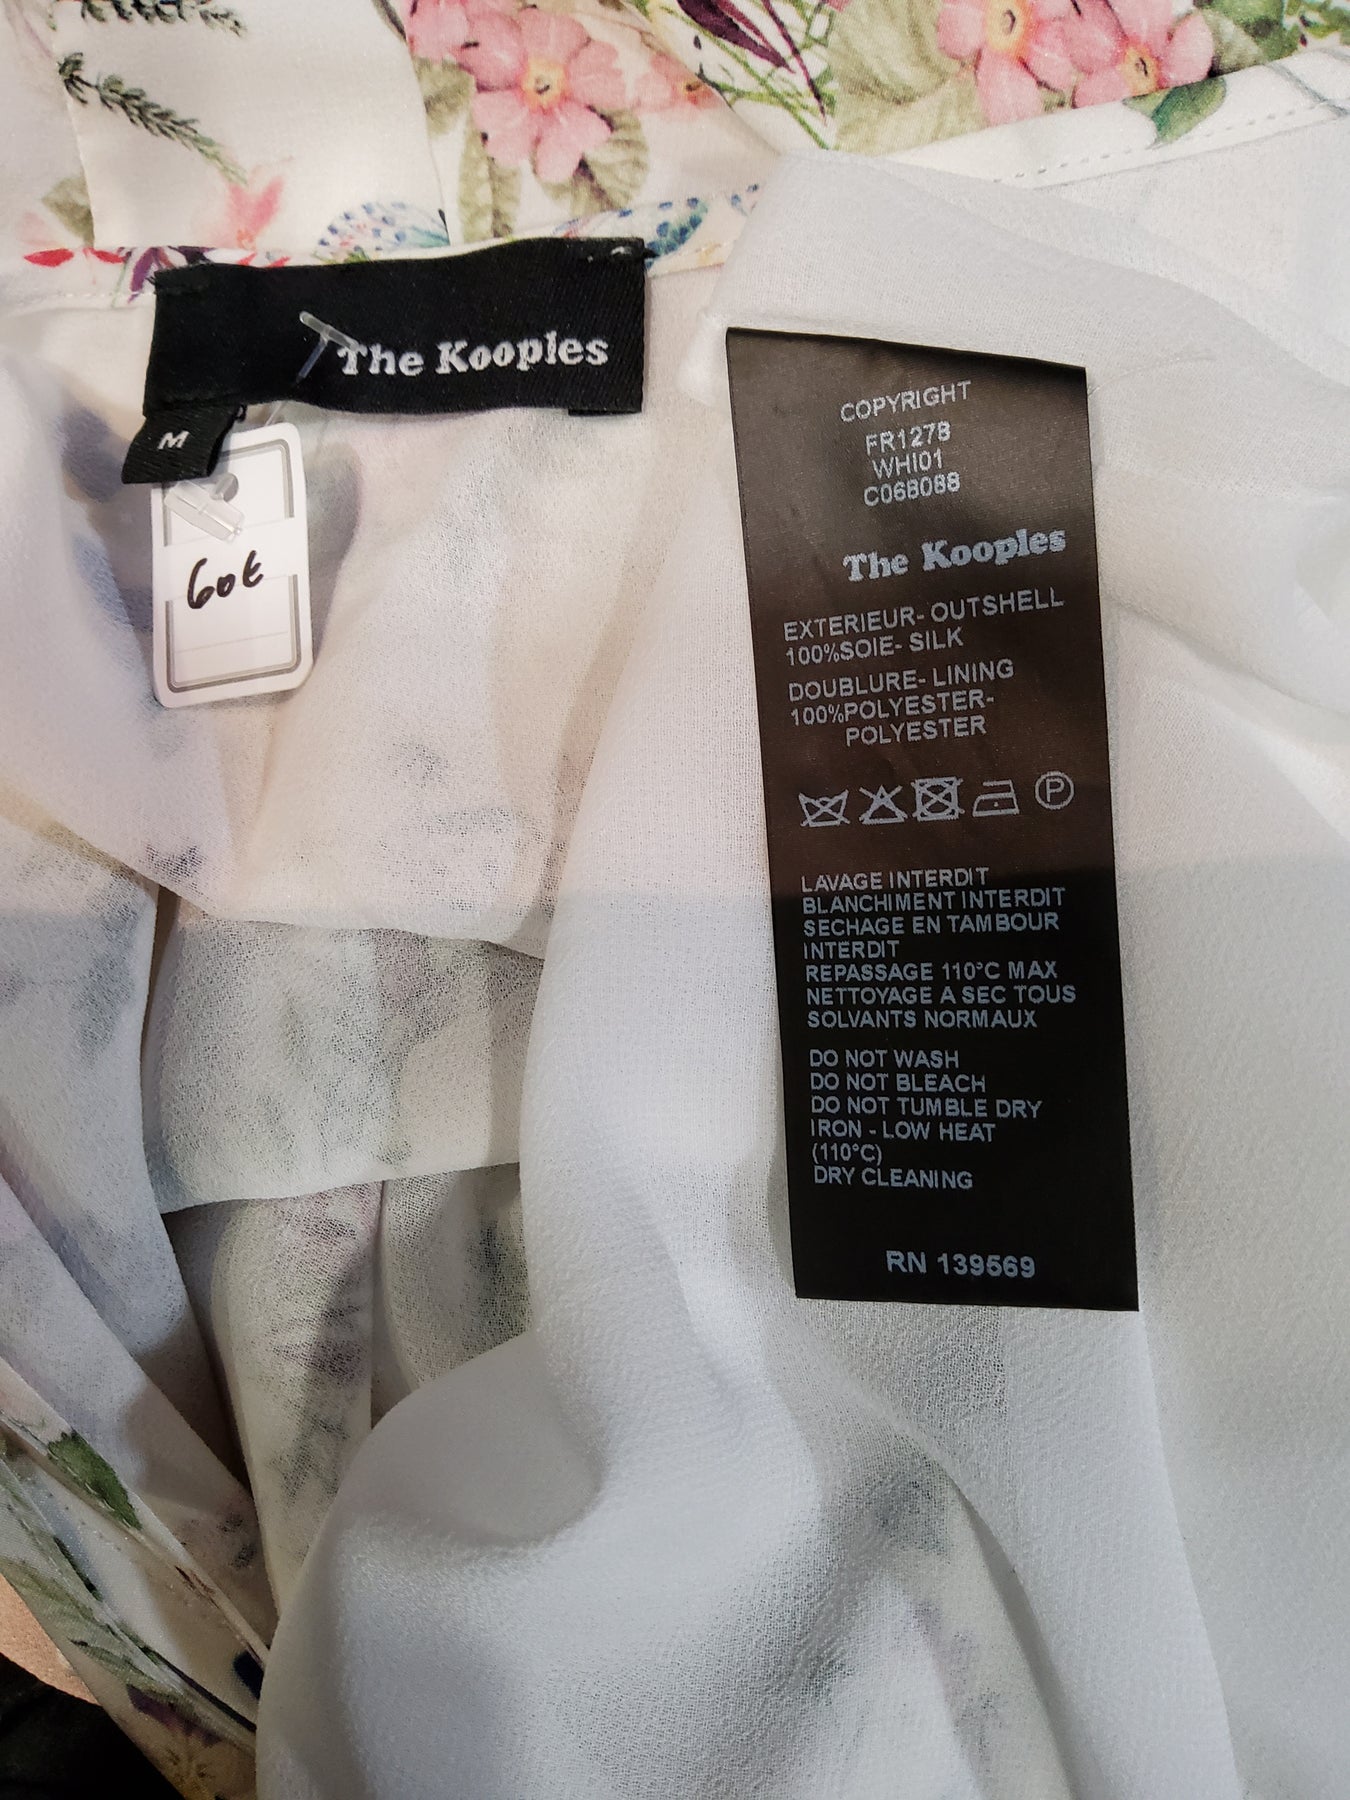 The Kooples
M
60€
COPYRIGHT
FR1278
WHI01
C068088
The Kooples
EXTERIEUR- OUTSHELL
100%SOIE- SILK
DOUBLURE- LINING
100%POLYESTER-
POLYESTER
P
LAVAGE INTERDIT
BLANCHIMENT INTERDIT
SECHAGE EN TAMBOUR
INTERDIT
REPASSAGE 110°C MAX
NETTOYAGE A SEC TOUS
SOLVANTS NORMAUX
DO NOT WASH
DO NOT BLEACH
DO NOT TUMBLE DRY
IRON - LOW HEAT
(110°C)
DRY CLEANING
RN 139569